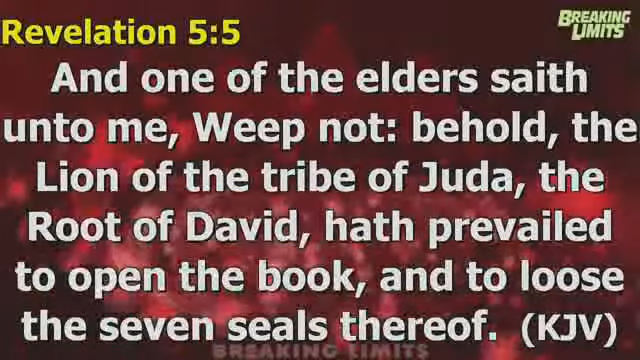 Revelation 5:5
BREAKING
LIMITS
And one of the elders saith
unto me, Weep not: behold, the
Lion of the tribe of Juda, the
Root of David, hath prevailed
to open the book, and to loose
the seven seals thereof. (KJV)
BREAKING LIMITS